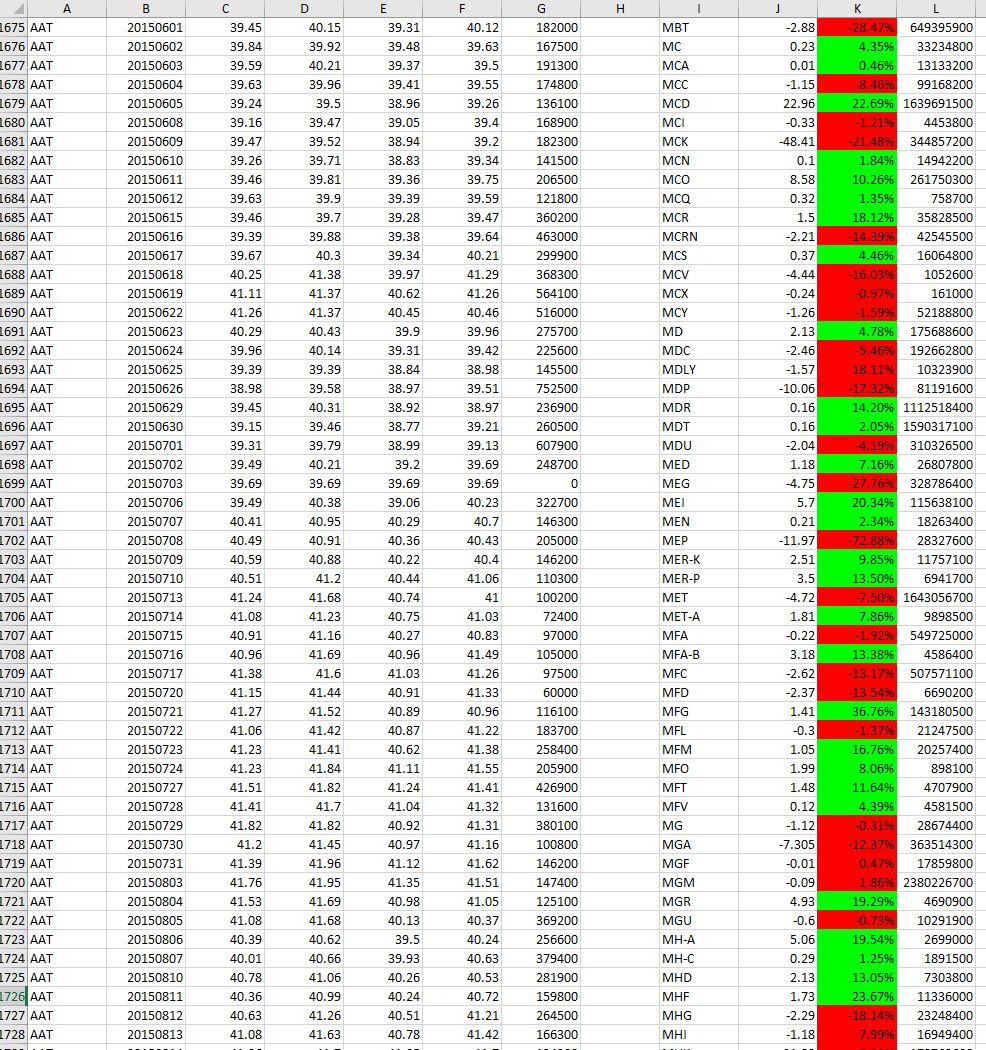 A B C D E F G H I J K L
1675 AAT 20150601 39.45 40.15 39.31 40.12 182000 MBT -2.88 -28.47% 649395900
1676 AAT 20150602 39.84 39.92 39.48 39.63 167500 MC 0.23 4.35% 33234800
1677 AAT 20150603 39.59 40.21 39.37 39.5 191300 MCA 0.01 0.46% 13133200
1678 AAT 20150604 39.63 39.96 39.41 39.55 174800 MCC -1.15 -8.46% 99168200
1679 AAT 20150605 39.24 39.5 38.96 39.26 136100 MCD 22.96 22.69% 1639691500
1680 AAT 20150608 39.16 39.47 39.05 39.4 168900 MCI -0.33 -1.21% 4453800
1681 AAT 20150609 39.47 39.52 38.94 39.2 182300 MCK -48.41 -21.48% 344857200
1682 AAT 20150610 39.26 39.71 38.83 39.34 141500 MCN 0.1 1.84% 14942200
1683 AAT 20150611 39.46 39.81 39.36 39.75 206500 MCO 8.58 10.26% 261750300
1684 AAT 20150612 39.63 39.9 39.39 39.59 121800 MCQ 0.32 1.35% 758700
1685 AAT 20150615 39.46 39.7 39.28 39.47 360200 MCR 1.5 18.12% 35828500
1686 AAT 20150616 39.39 39.88 39.38 39.64 463000 MCRN -2.21 -14.39% 42545500
1687 AAT 20150617 39.67 40.3 39.34 40.21 299900 MCS 0.37 4.46% 16064800
1688 AAT 20150618 40.25 41.38 39.97 41.29 368300 MCV -4.44 -16.03% 1052600
1689 AAT 20150619 41.11 41.37 40.62 41.26 564100 MCX -0.24 -0.97% 161000
1690 AAT 20150622 41.26 41.37 40.45 40.46 516000 MCY -1.26 -1.59% 52188800
1691 AAT 20150623 40.29 40.43 39.9 39.96 275700 MD 2.13 4.78% 175688600
1692 AAT 20150624 39.96 40.14 39.31 39.42 225600 MDC -2.46 -5.46% 192662800
1693 AAT 20150625 39.39 39.39 38.84 38.98 145500 MDLY -1.57 18.11% 10323900
1694 AAT 20150626 38.98 39.58 38.97 39.51 752500 MDP -10.06 -17.32% 81191600
1695 AAT 20150629 39.45 40.31 38.92 38.97 236900 MDR 0.16 14.20% 1112518400
1696 AAT 20150630 39.15 39.46 38.77 39.21 260500 MDT 0.16 2.05% 1590317100
1697 AAT 20150701 39.31 39.79 38.99 39.13 607900 MDU -2.04 -4.19% 310326500
1698 AAT 20150702 39.49 40.21 39.2 39.69 248700 MED 1.18 7.16% 26807800
1699 AAT 20150703 39.69 39.69 39.69 39.69 0 MEG -4.75 -27.76% 328786400
1700 AAT 20150706 39.49 40.38 39.06 40.23 322700 MEI 5.7 20.34% 115638100
1701 AAT 20150707 40.41 40.95 40.29 40.7 146300 MEN 0.21 2.34% 18263400
1702 AAT 20150708 40.49 40.91 40.36 40.43 205000 MEP -11.97 -72.88% 28327600
1703 AAT 20150709 40.59 40.88 40.22 40.4 146200 MER-K 2.51 9.85% 11757100
1704 AAT 20150710 40.51 41.2 40.44 41.06 110300 MER-P 3.5 13.50% 6941700
1705 AAT 20150713 41.24 41.68 40.74 41 100200 MET -4.72 -7.50% 1643056700
1706 AAT 20150714 41.08 41.23 40.75 41.03 72400 MET-A 1.81 7.86% 9898500
1707 AAT 20150715 40.91 41.16 40.27 40.83 97000 MFA -0.22 -1.92% 549725000
1708 AAT 20150716 40.96 41.69 40.96 41.49 105000 MFA-B 3.18 13.38% 4586400
1709 AAT 20150717 41.38 41.6 41.03 41.26 97500 MFC -2.62 -13.17% 507571100
1710 AAT 20150720 41.15 41.44 40.91 41.33 60000 MFD -2.37 -13.54% 6690200
1711 AAT 20150721 41.27 41.52 40.89 40.96 116100 MFG 1.41 36.76% 143180500
1712 AAT 20150722 41.06 41.42 40.87 41.22 183700 MFL -0.3 -1.37% 21247500
1713 AAT 20150723 41.23 41.41 40.62 41.38 258400 MFM 1.05 16.76% 20257400
1714 AAT 20150724 41.23 41.84 41.11 41.55 205900 MFO 1.99 8.06% 898100
1715 AAT 20150727 41.51 41.82 41.24 41.41 426900 MFT 1.48 11.64% 4707900
1716 AAT 20150728 41.41 41.7 41.04 41.32 131600 MFV 0.12 4.39% 4581500
1717 AAT 20150729 41.82 41.82 40.92 41.31 380100 MG -1.12 -0.31% 28674400
1718 AAT 20150730 41.2 41.45 40.97 41.16 100800 MGA -7.305 -12.37% 363514300
1719 AAT 20150731 41.39 41.96 41.12 41.62 146200 MGF -0.01 0.47% 17859800
1720 AAT 20150803 41.76 41.95 41.35 41.51 147400 MGM -0.09 1.86% 2380226700
1721 AAT 20150804 41.53 41.69 40.98 41.05 125100 MGR 4.93 19.29% 4690900
1722 AAT 20150805 41.08 41.68 40.13 40.37 369200 MGU -0.6 -0.73% 10291900
1723 AAT 20150806 40.39 40.62 39.5 40.24 256600 MH-A 5.06 19.54% 2699000
1724 AAT 20150807 40.01 40.66 39.93 40.63 379400 MH-C 0.29 1.25% 1891500
1725 AAT 20150810 40.78 41.06 40.26 40.53 281900 MHD 2.13 13.05% 7303800
1726 AAT 20150811 40.36 40.99 40.24 40.72 159800 MHF 1.73 23.67% 11336000
1727 AAT 20150812 40.63 41.26 40.51 41.21 264500 MHG -2.29 -18.14% 23248400
1728 AAT 20150813 41.08 41.63 40.78 41.42 166300 MHI -1.18 -7.99% 16949400